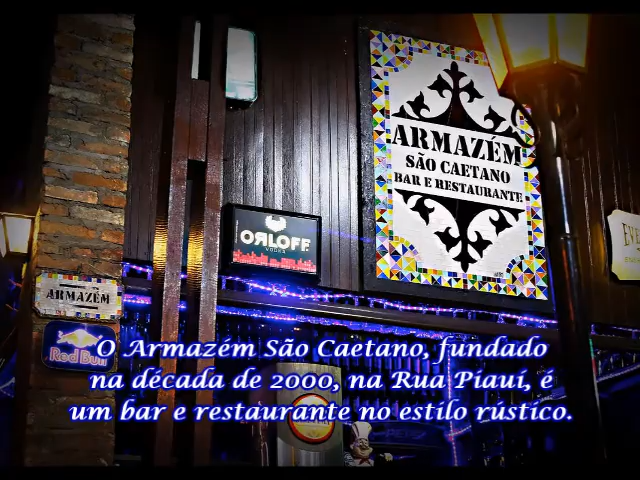 ARMAZÉM
SÃO CAETANO
BAR E RESTAURANTE
ORLOFF
VODKA
ARMAZÉM
Red Bull
O Armazém São Caetano, fundado
na década de 2000, na Rua Piauí, é
um bar e restaurante no estilo rústico.